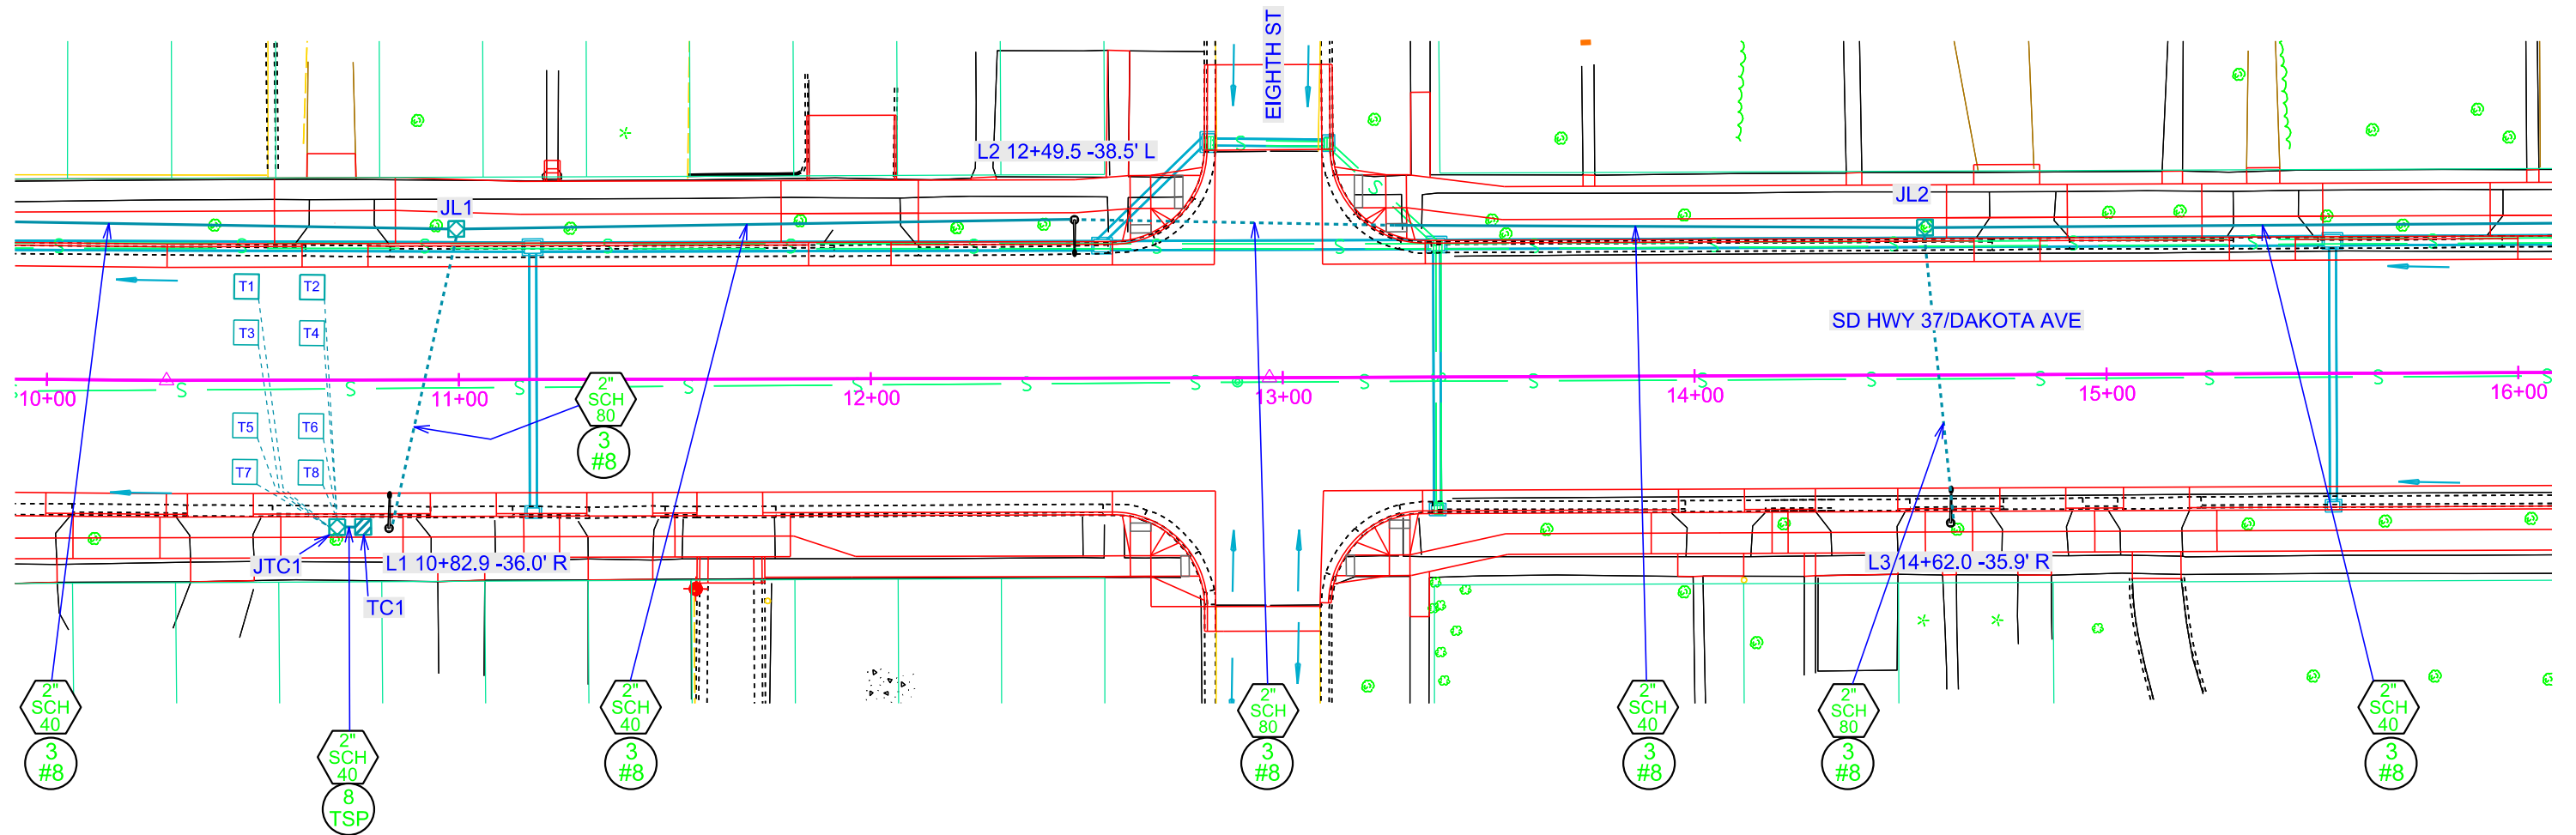 EIGHTH ST
L2 12+49.5 -38.5' L
JL1
JL2
T1
T2
T3
T4
SD HWY 37/DAKOTA AVE
10+00
11+00
12+00
13+00
14+00
15+00
16+00
2"
SCH
80
3
#8
T5
T6
T7
T8
JTC1
L1 10+82.9 -36.0' R
TC1
L3 14+62.0 -35.9' R
2"
SCH
40
3
#8
2"
SCH
40
8
TSP
2"
SCH
40
3
#8
2"
SCH
80
3
#8
2"
SCH
40
3
#8
2"
SCH
80
3
#8
2"
SCH
40
3
#8